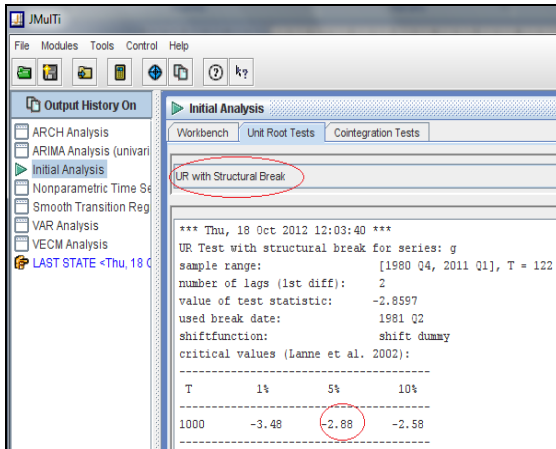 JMulTi
File Modules Tools Control Help
Output History On
ARCH Analysis
ARIMA Analysis (univari
Initial Analysis
Nonparametric Time Se
Smooth Transition Reg
VAR Analysis
VECM Analysis
LAST STATE <Thu, 18 O
Initial Analysis
Workbench Unit Root Tests Cointegration Tests
UR with Structural Break
*** Thu, 18 Oct 2012 12:03:40 ***
UR Test with structural break for series: g
sample range: [1980 Q4, 2011 Q1], T = 122
number of lags (1st diff): 2
value of test statistic: -2.8597
used break date: 1981 Q2
shiftfunction: shift dummy
critical values (Lanne et al. 2002):
-----------------------------------
T 1% 5% 10%
-----------------------------------
1000 -3.48 -2.88 -2.58
-----------------------------------